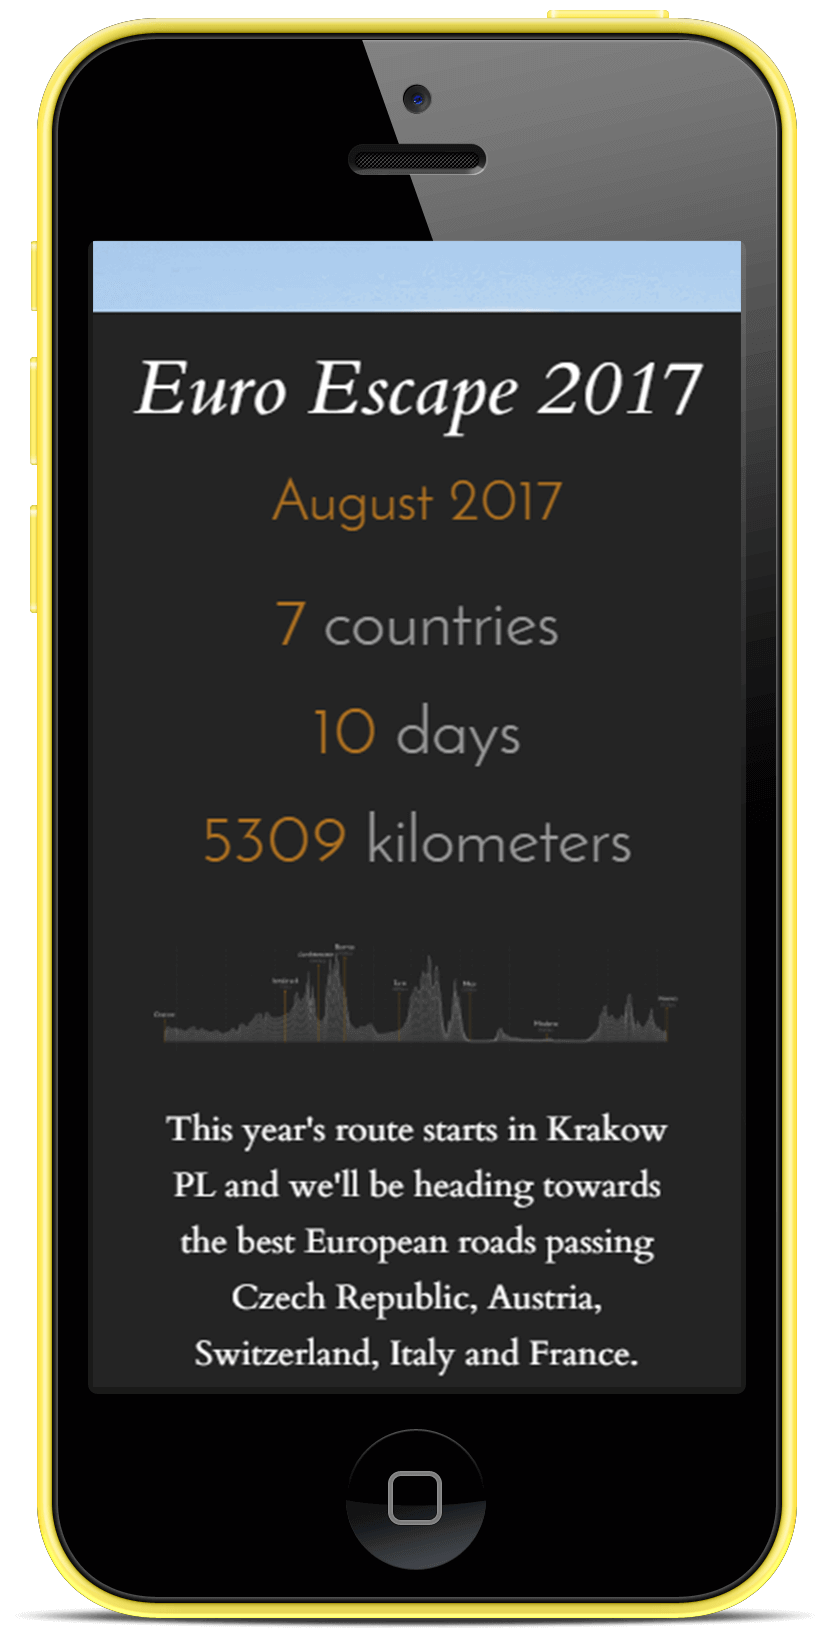 Euro Escape 2017
August 2017
7 countries
10 days
5309 kilometers
This year's route starts in Krakow
PL and we'll be heading towards
the best European roads passing
Czech Republic, Austria,
Switzerland, Italy and France.